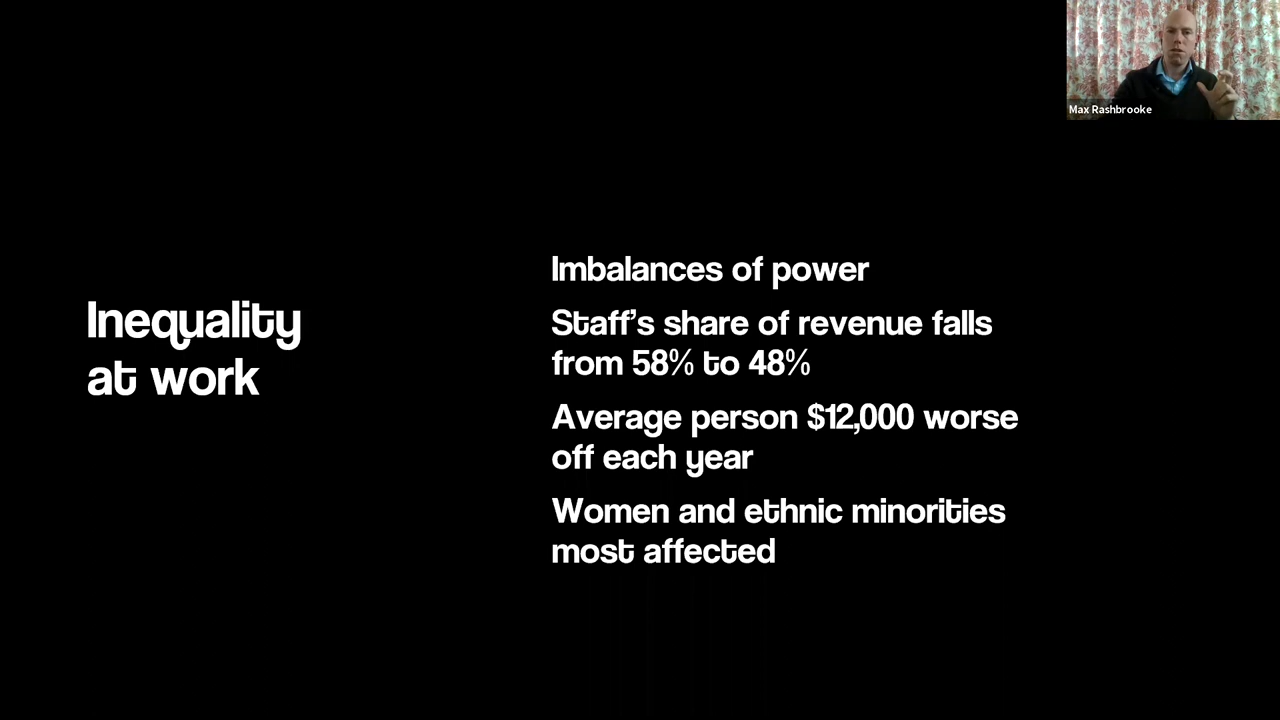 Max Rashbrooke
Inequality
at work
Imbalances of power
Staff’s share of revenue falls
from 58% to 48%
Average person $12,000 worse
off each year
Women and ethnic minorities
most affected